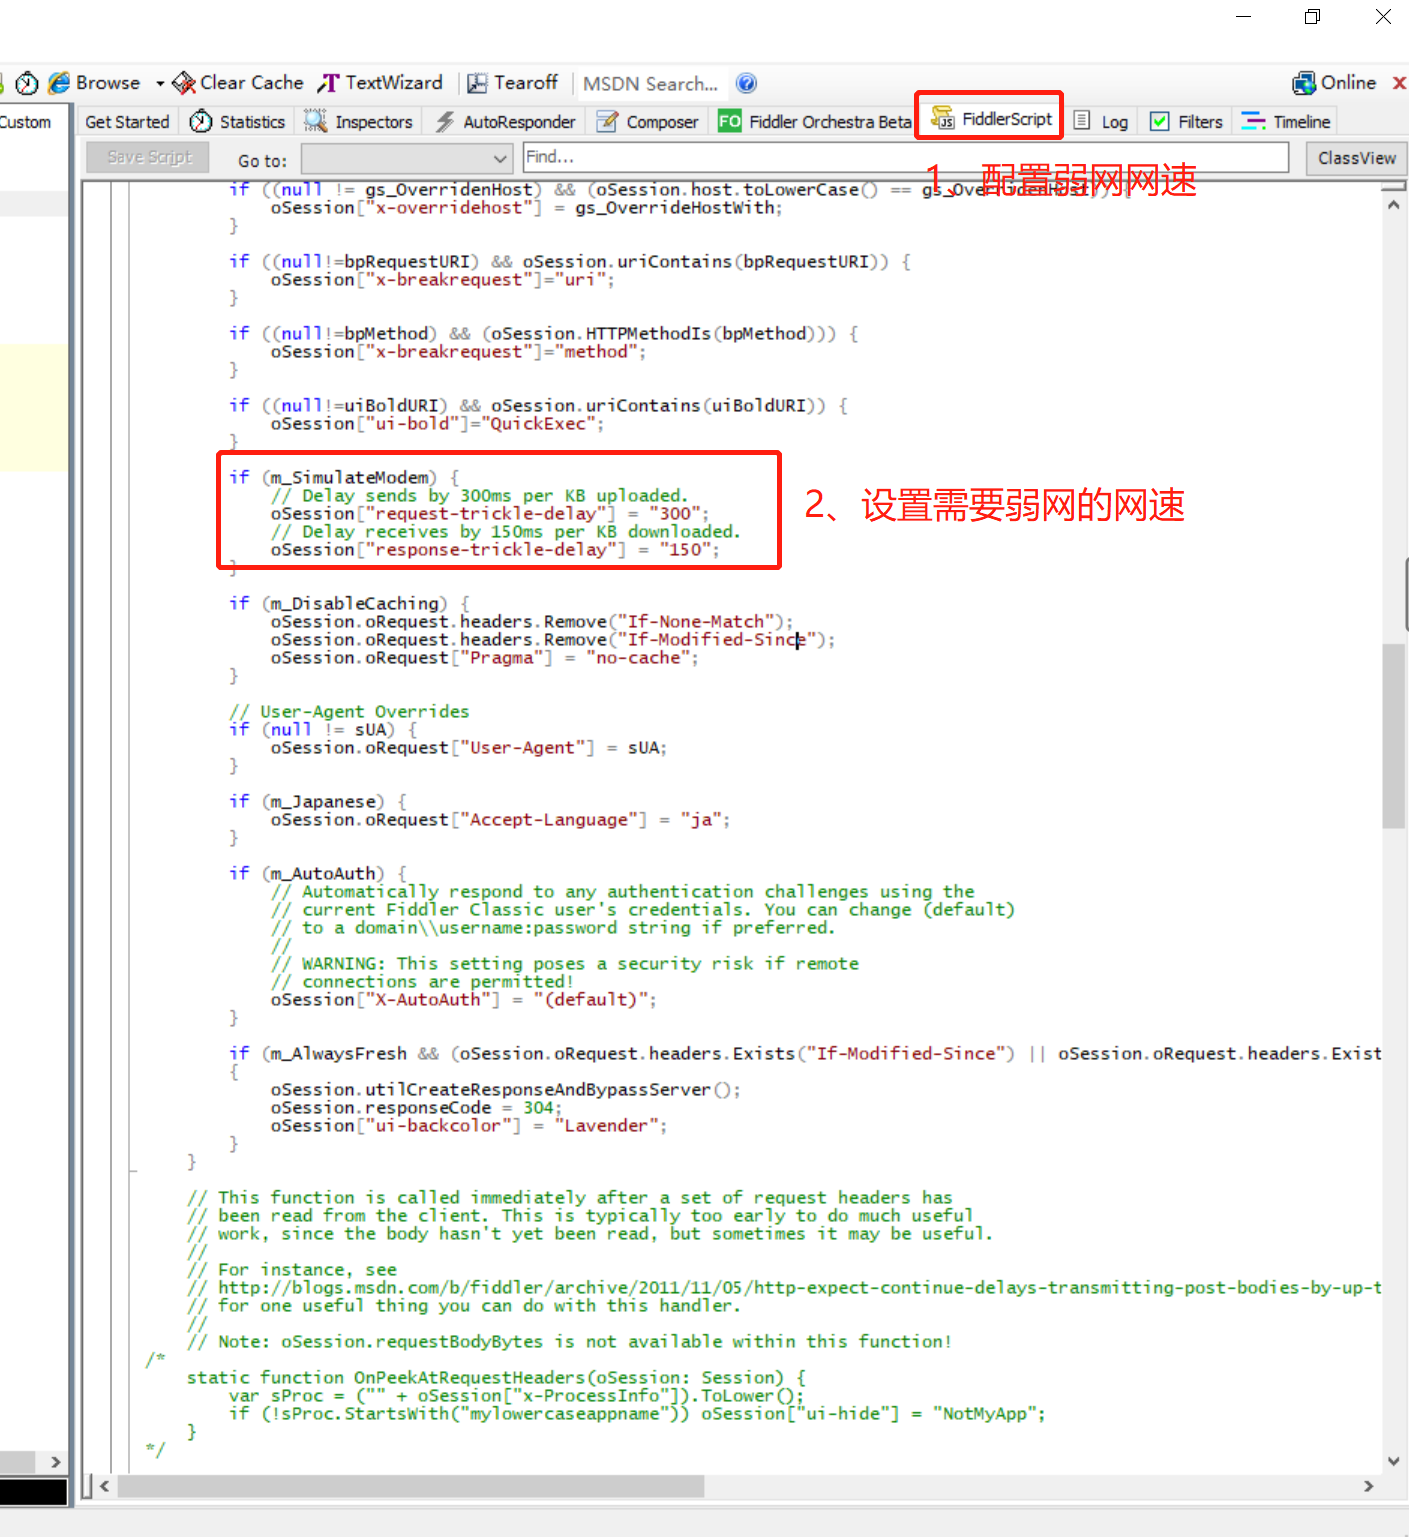 Browse Clear Cache TextWizard Tearoff MSDN Search... Online
Custom Get Started Statistics Inspectors AutoResponder Composer FO Fiddler Orchestra Beta FiddlerScript Log Filters Timeline
Save Script Go to: Find... ClassView
1、配置弱网网速
if ((null != gs_OverridenHost) && (oSession.host.toLowerCase() == gs_OverridenHost)) {
oSession["x-overridehost"] = gs_OverrideHostWith;
}
if ((null!=bpRequestURI) && oSession.uriContains(bpRequestURI)) {
oSession["x-breakrequest"]="uri";
}
if ((null!=bpMethod) && (oSession.HTTPMethodIs(bpMethod))) {
oSession["x-breakrequest"]="method";
}
if ((null!=uiBoldURI) && oSession.uriContains(uiBoldURI)) {
oSession["ui-bold"]="QuickExec";
}
if (m_SimulateModem) {
// Delay sends by 300ms per KB uploaded.
oSession["request-trickle-delay"] = "300";
// Delay receives by 150ms per KB downloaded.
oSession["response-trickle-delay"] = "150";
}
2、设置需要弱网的网速
if (m_DisableCaching) {
oSession.oRequest.headers.Remove("If-None-Match");
oSession.oRequest.headers.Remove("If-Modified-Since");
oSession.oRequest["Pragma"] = "no-cache";
}
// User-Agent Overrides
if (null != sUA) {
oSession.oRequest["User-Agent"] = sUA;
}
if (m_Japanese) {
oSession.oRequest["Accept-Language"] = "ja";
}
if (m_AutoAuth) {
// Automatically respond to any authentication challenges using the
// current Fiddler Classic user's credentials. You can change (default)
// to a domain\\username:password string if preferred.
//
// WARNING: This setting poses a security risk if remote
// connections are permitted!
oSession["X-AutoAuth"] = "(default)";
}
if (m_AlwaysFresh && (oSession.oRequest.headers.Exists("If-Modified-Since") || oSession.oRequest.headers.Exist
{
oSession.utilCreateResponseAndBypassServer();
oSession.responseCode = 304;
oSession["ui-backcolor"] = "Lavender";
}
}
// This function is called immediately after a set of request headers has
// been read from the client. This is typically too early to do much useful
// work, since the body hasn't yet been read, but sometimes it may be useful.
//
// For instance, see
// http://blogs.msdn.com/b/fiddler/archive/2011/11/05/http-expect-continue-delays-transmitting-post-bodies-by-up-t
// for one useful thing you can do with this handler.
//
// Note: oSession.requestBodyBytes is not available within this function!
/*
static function OnPeekAtRequestHeaders(oSession: Session) {
var sProc = ("" + oSession["x-ProcessInfo"]).ToLower();
if (!sProc.StartsWith("mylowercaseappname")) oSession["ui-hide"] = "NotMyApp";
}
*/